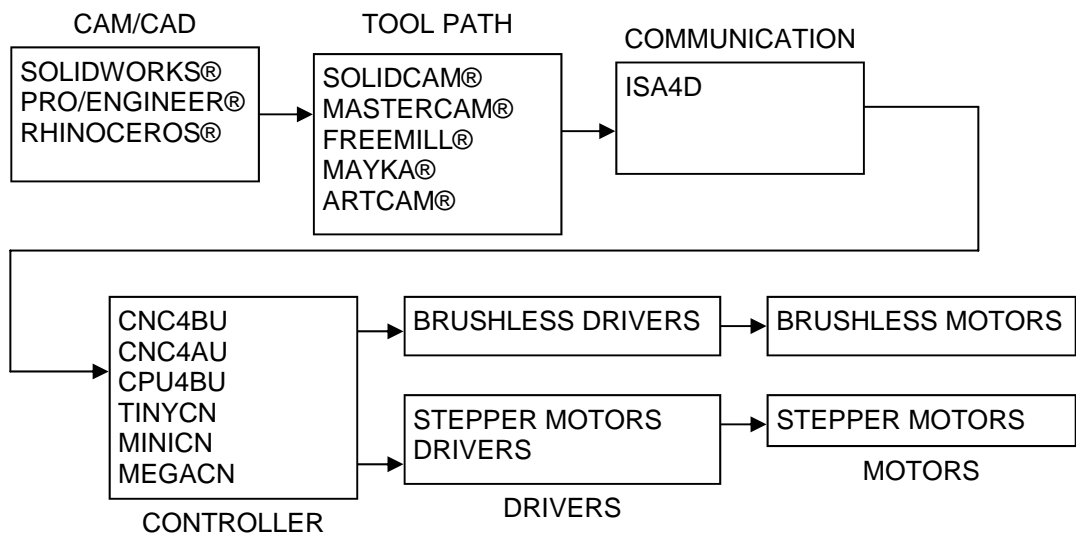 CAM/CAD
SOLIDWORKS®
PRO/ENGINEER®
RHINOCEROS®
TOOL PATH
SOLIDCAM®
MASTERCAM®
FREEMILL®
MAYKA®
ARTCAM®
COMMUNICATION
ISA4D
CNC4BU
CNC4AU
CPU4BU
TINYCN
MINICN
MEGACN
CONTROLLER
BRUSHLESS DRIVERS
STEPPER MOTORS
DRIVERS
DRIVERS
BRUSHLESS MOTORS
STEPPER MOTORS
MOTORS